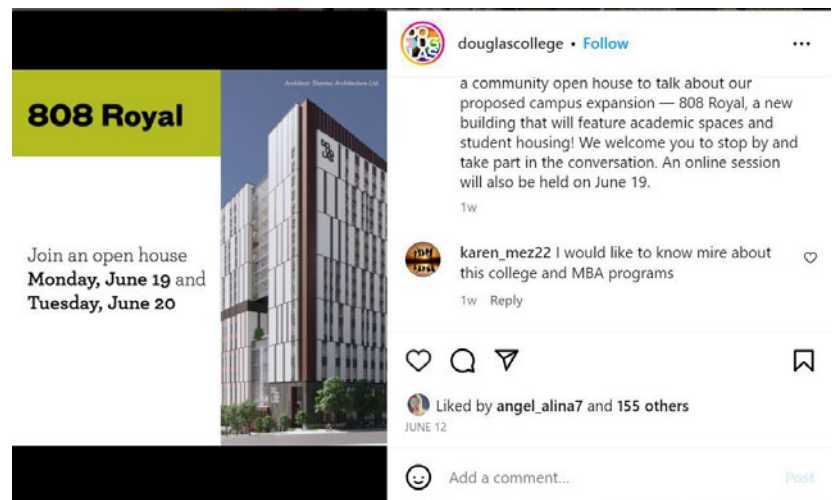 808 Royal
Architect: Stantec Architecture Ltd.
Join an open house
Monday, June 19 and
Tuesday, June 20
douglascollege • Follow
a community open house to talk about our
proposed campus expansion — 808 Royal, a new
building that will feature academic spaces and
student housing! We welcome you to stop by and
take part in the conversation. An online session
will also be held on June 19.
1w
karen_mez22 I would like to know mire about
this college and MBA programs
1w Reply
Liked by angel_alina7 and 155 others
JUNE 12
Add a comment...
Post